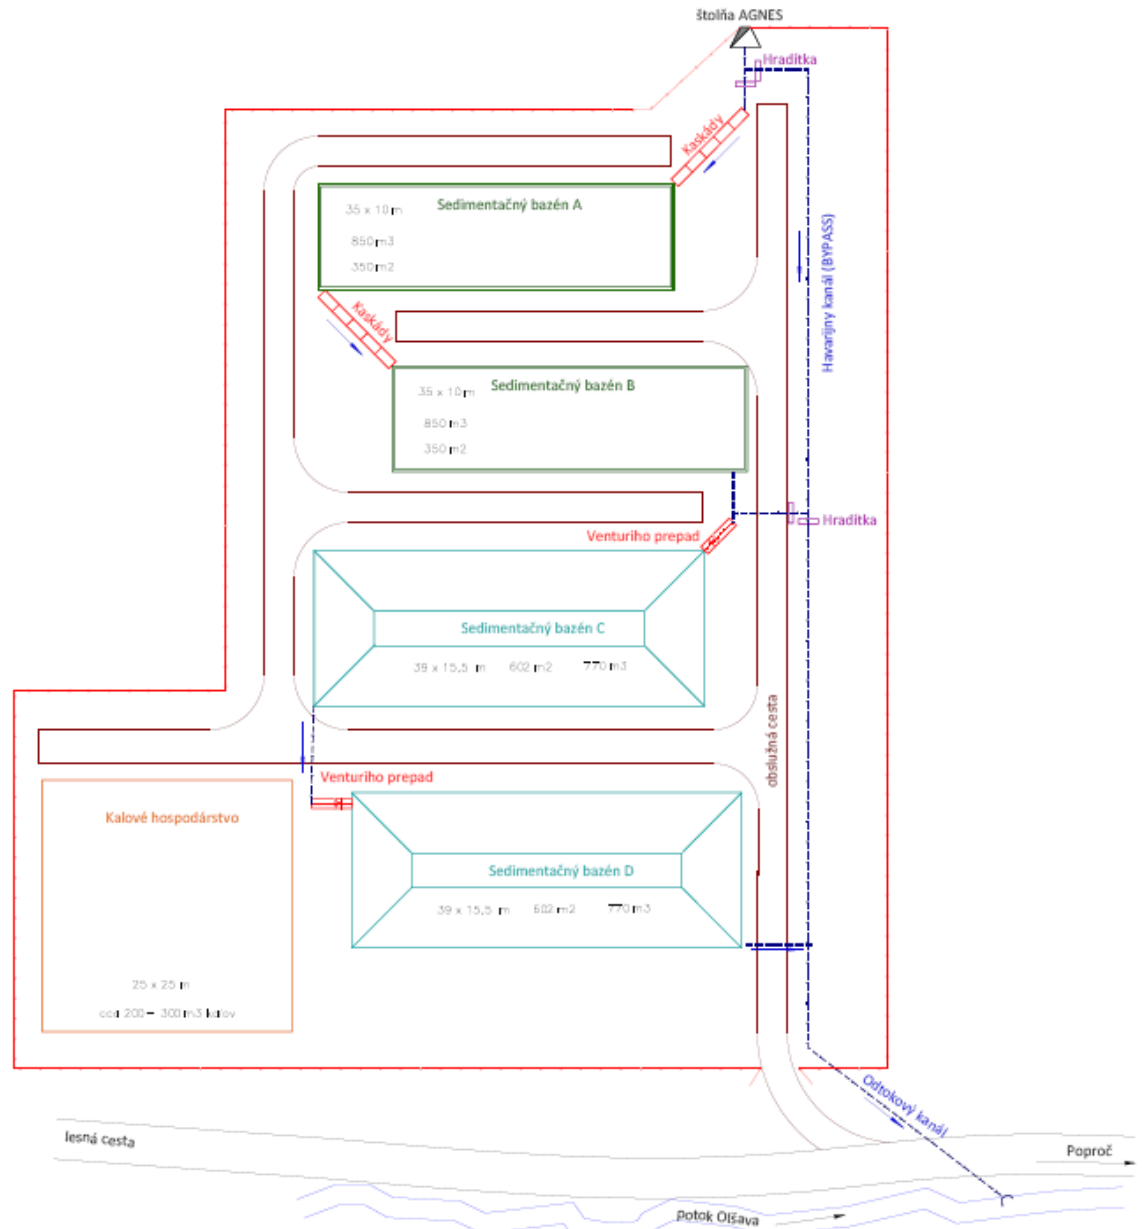 štolňa AGNES
Hradítka
Kaskády
Sedimentačný bazén A
35 x 10 m
850 m3
350 m2
Havarijny kanál (BYPASS)
Kaskády
Sedimentačný bazén B
35 x 10 m
850 m3
350 m2
Hradítka
Venturiho prepad
Sedimentačný bazén C
39 x 15,5 m 602 m2 770 m3
obslužná cesta
Venturiho prepad
Kalové hospodárstvo
Sedimentačný bazén D
39 x 15,5 m 602 m2 770 m3
25 x 25 m
cca 200 - 300 m3 kalov
Odtokový kanál
lesná cesta
Poproč
potok Olšava